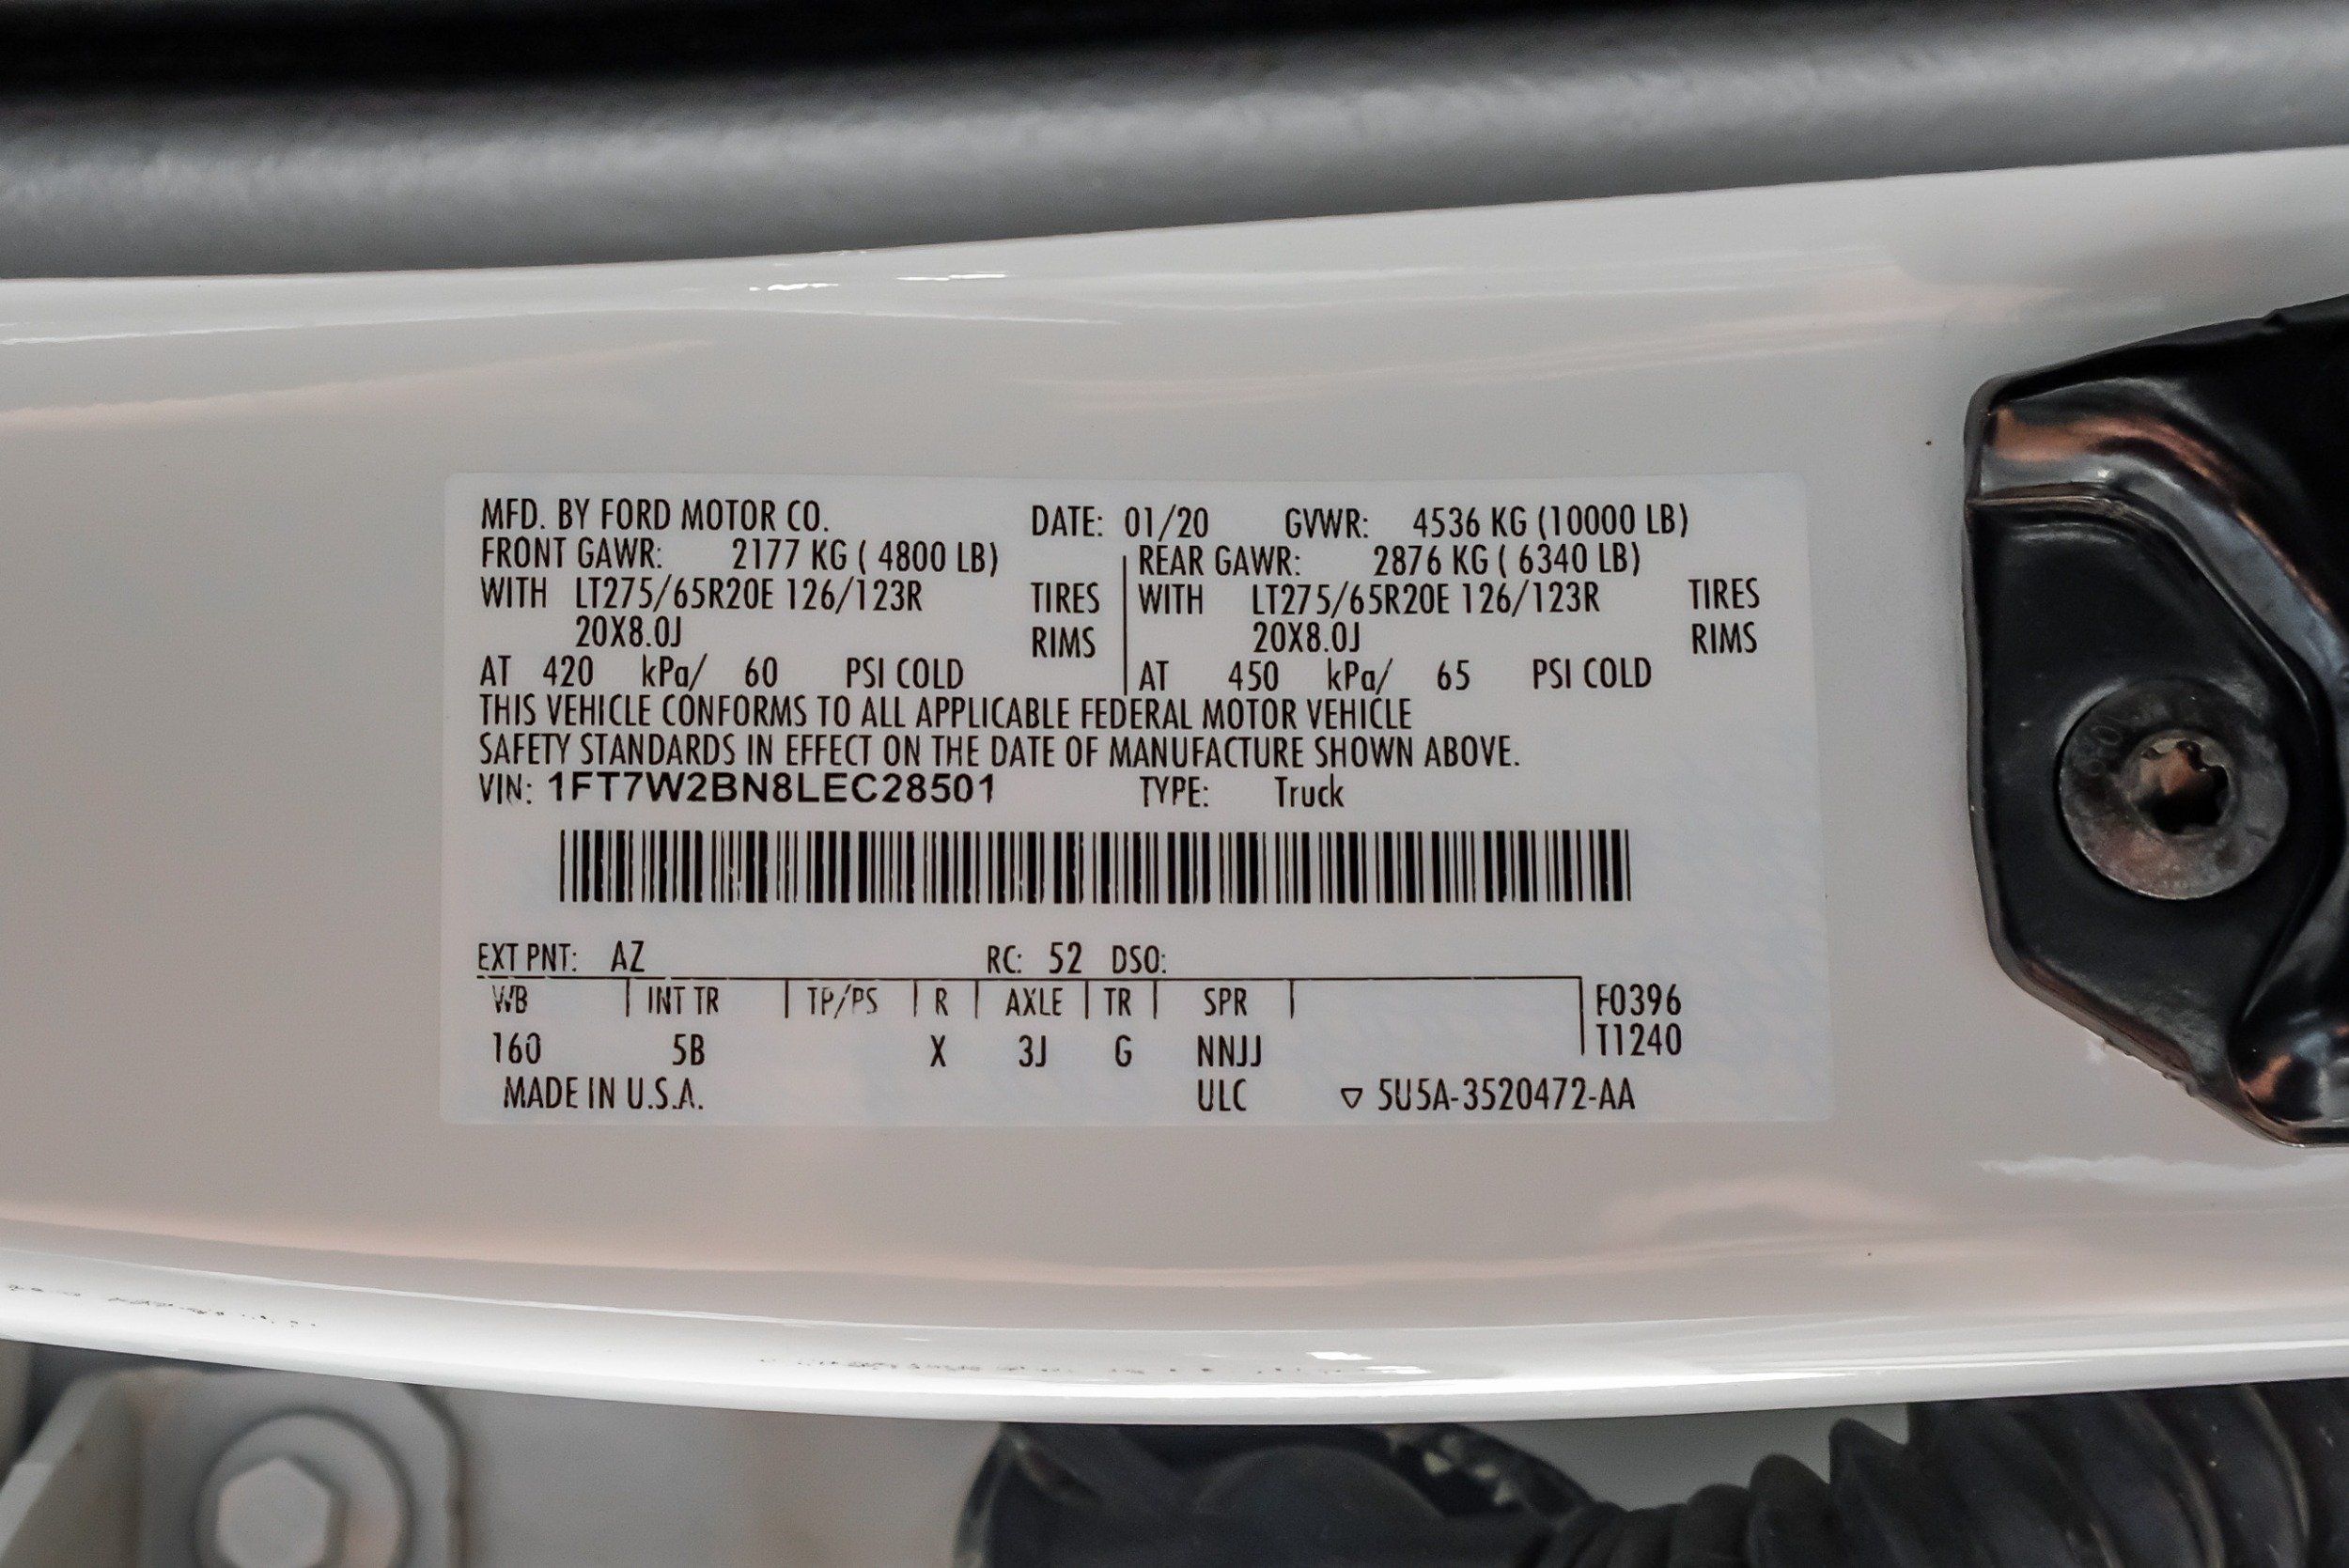 MFD. BY FORD MOTOR CO. DATE: 01/20 GVWR: 4536 KG (10000 LB)
FRONT GAWR: 2177 KG ( 4800 LB) REAR GAWR: 2876 KG ( 6340 LB)
WITH LT275/65R20E 126/123R TIRES WITH LT275/65R20E 126/123R TIRES
20X8.0J RIMS 20X8.0J RIMS
AT 420 kPa/ 60 PSI COLD AT 450 kPa/ 65 PSI COLD
THIS VEHICLE CONFORMS TO ALL APPLICABLE FEDERAL MOTOR VEHICLE
SAFETY STANDARDS IN EFFECT ON THE DATE OF MANUFACTURE SHOWN ABOVE.
VIN: 1FT7W2BN8LEC28501 TYPE: Truck
EXT PNT: AZ RC: 52 DSO:
WB INT TR TP/PS R AXLE TR SPR F0396
T1240
160 5B X 3J G NNJJ
MADE IN U.S.A. ULC ▽ 5U5A-3520472-AA